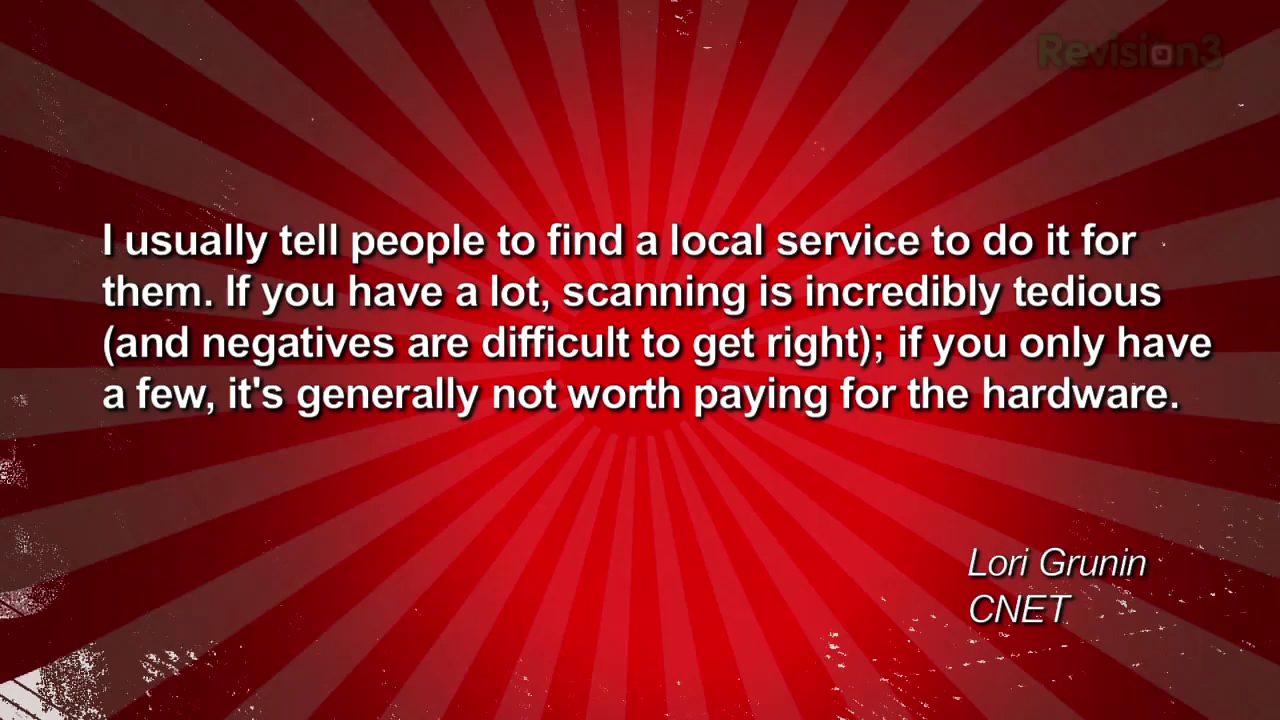 Revision3
I usually tell people to find a local service to do it for
them. If you have a lot, scanning is incredibly tedious
(and negatives are difficult to get right); if you only have
a few, it's generally not worth paying for the hardware.
Lori Grunin
CNET